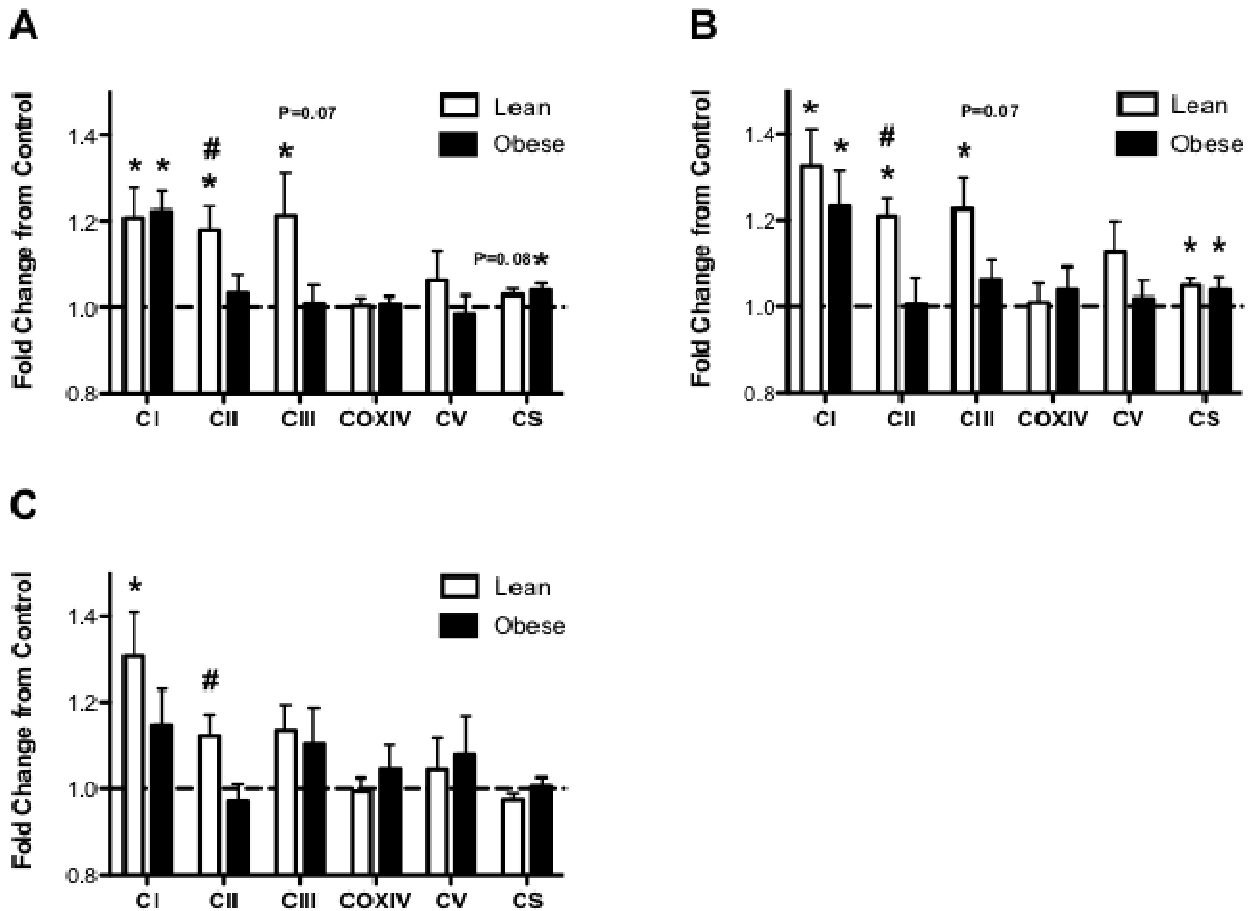 A
Fold Change from Control
1.4
1.2
1.0
0.8
Lean
Obese
P=0.07
* * # * *
P=0.08 *
CI CII CIII COXIV CV CS
B
Fold Change from Control
1.4
1.2
1.0
0.8
Lean
Obese
P=0.07
* * # * *
* *
CI CII CIII COXIV CV CS
C
Fold Change from Control
1.4
1.2
1.0
0.8
Lean
Obese
*
#
CI CII CIII COXIV CV CS